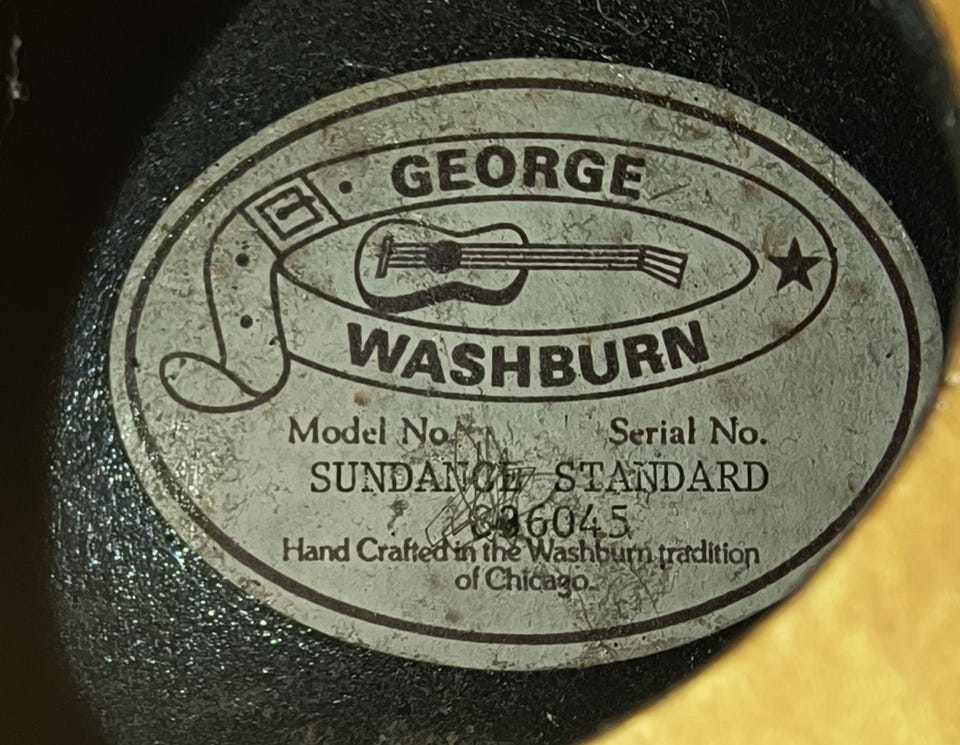 GEORGE
WASHBURN
Model No. Serial No.
SUNDANCE STANDARD
Hand Crafted in the Washburn tradition
of Chicago.